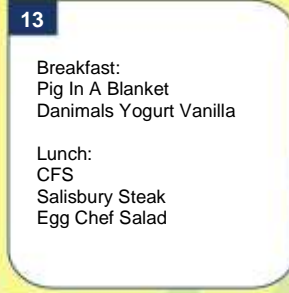 13
Breakfast:
Pig In A Blanket
Danimals Yogurt Vanilla
Lunch:
CFS
Salisbury Steak
Egg Chef Salad